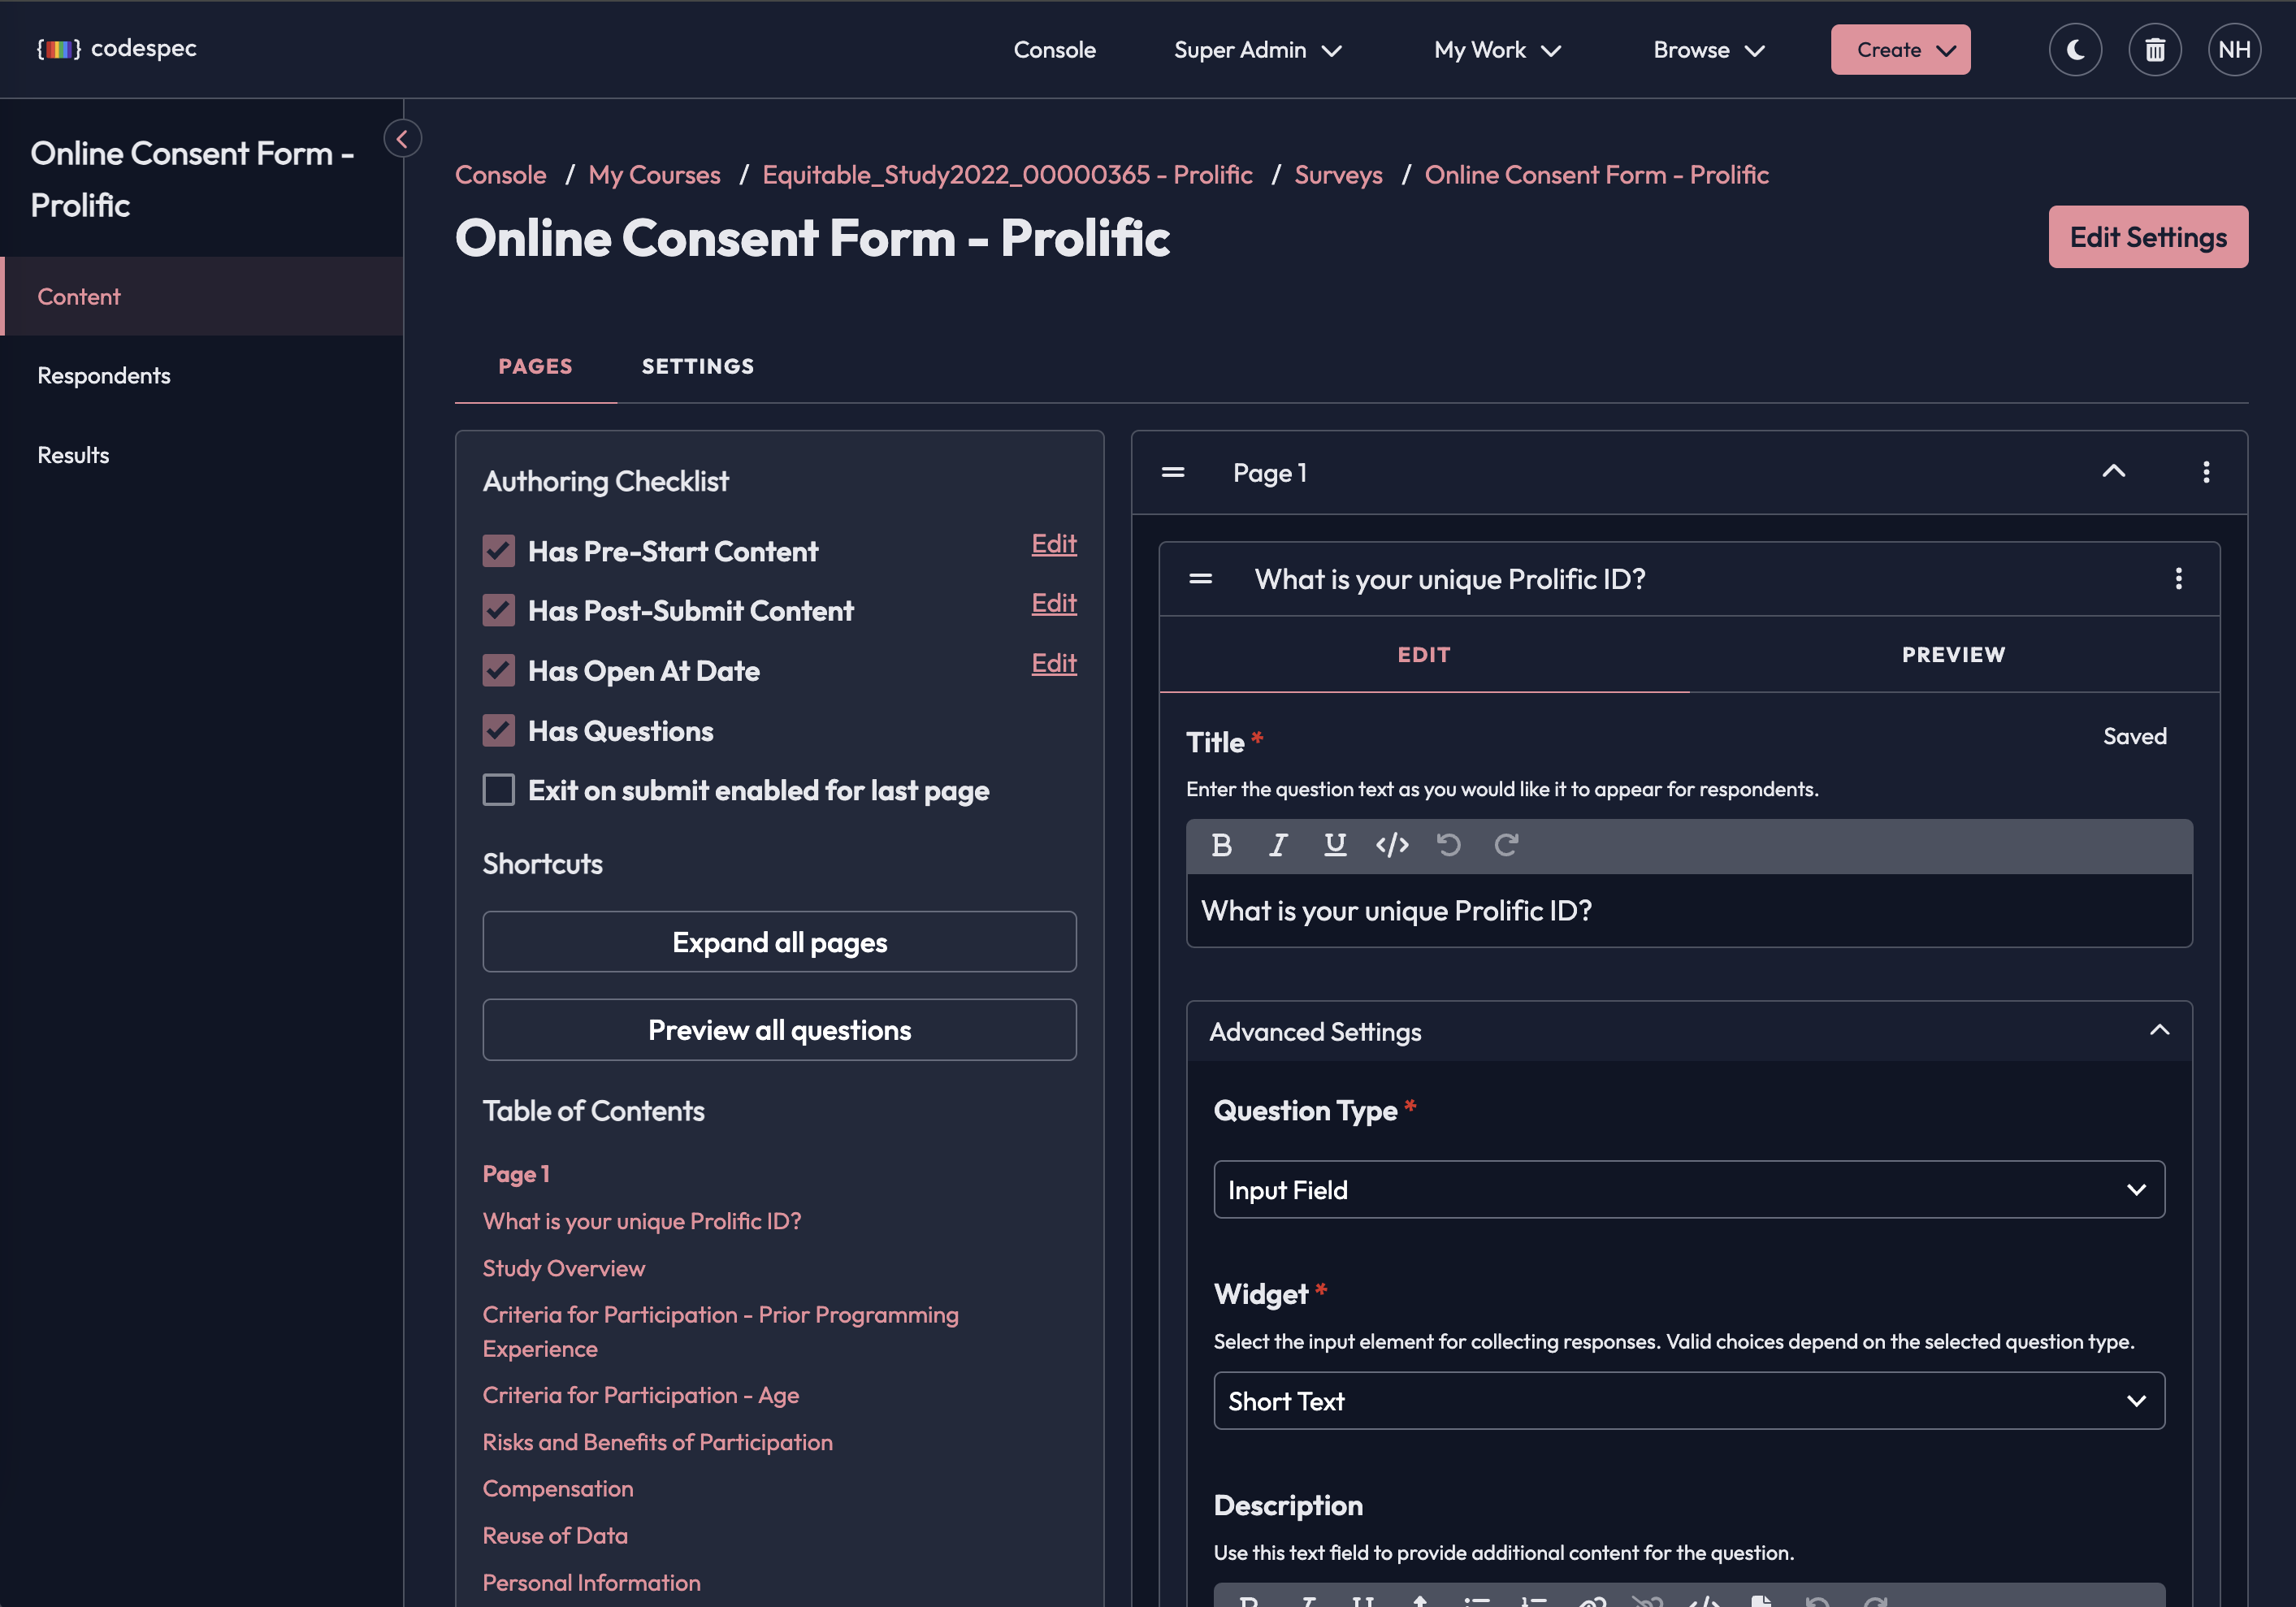 codespec
Console
Super Admin
My Work
Browse
Create
NH
Online Consent Form -
Prolific
Content
Respondents
Results
Console / My Courses / Equitable_Study2022_00000365 - Prolific / Surveys / Online Consent Form - Prolific
Online Consent Form - Prolific
Edit Settings
PAGES
SETTINGS
Authoring Checklist
Has Pre-Start Content
Edit
Has Post-Submit Content
Edit
Has Open At Date
Edit
Has Questions
Exit on submit enabled for last page
Shortcuts
Expand all pages
Preview all questions
Table of Contents
Page 1
What is your unique Prolific ID?
Study Overview
Criteria for Participation - Prior Programming
Experience
Criteria for Participation - Age
Risks and Benefits of Participation
Compensation
Reuse of Data
Personal Information
Page 1
What is your unique Prolific ID?
EDIT
PREVIEW
Title *
Saved
Enter the question text as you would like it to appear for respondents.
B I U </>
What is your unique Prolific ID?
Advanced Settings
Question Type *
Input Field
Widget *
Select the input element for collecting responses. Valid choices depend on the selected question type.
Short Text
Description
Use this text field to provide additional content for the question.